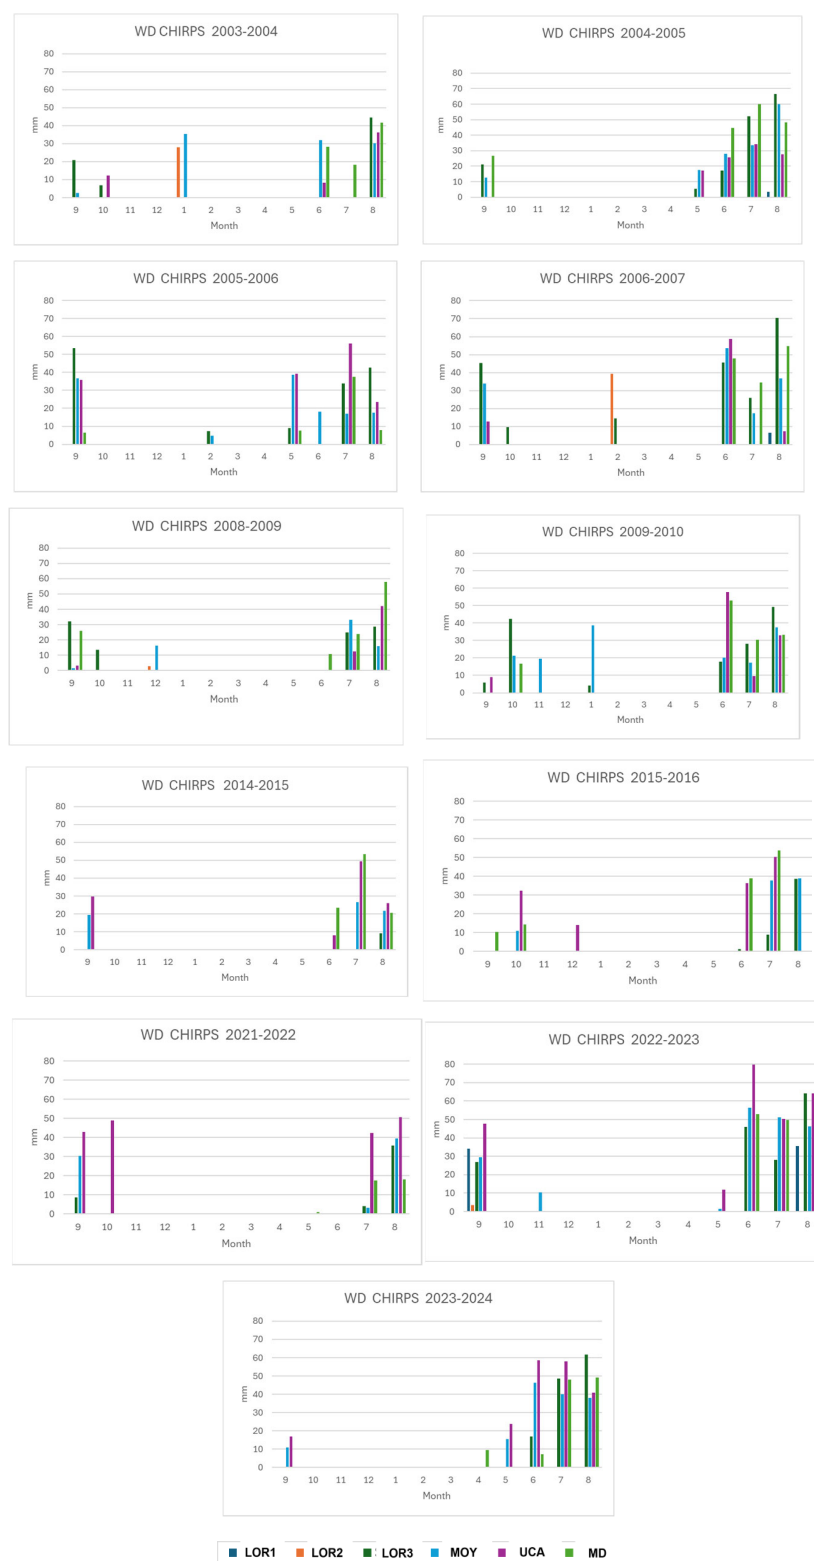 WD CHIRPS 2003-2004
80
70
60
50
40
30
20
10
0
mm
9 10 11 12 1 2 3 4 5 6 7 8
Month
WD CHIRPS 2004-2005
80
70
60
50
40
30
20
10
0
mm
9 10 11 12 1 2 3 4 5 6 7 8
Month
WD CHIRPS 2005-2006
80
70
60
50
40
30
20
10
0
mm
9 10 11 12 1 2 3 4 5 6 7 8
Month
WD CHIRPS 2006-2007
80
70
60
50
40
30
20
10
0
mm
9 10 11 12 1 2 3 4 5 6 7 8
Month
WD CHIRPS 2008-2009
80
70
60
50
40
30
20
10
0
mm
9 10 11 12 1 2 3 4 5 6 7 8
Month
WD CHIRPS 2009-2010
80
70
60
50
40
30
20
10
0
mm
9 10 11 12 1 2 3 4 5 6 7 8
Month
WD CHIRPS 2014-2015
80
70
60
50
40
30
20
10
0
mm
9 10 11 12 1 2 3 4 5 6 7 8
Month
WD CHIRPS 2015-2016
80
70
60
50
40
30
20
10
0
mm
9 10 11 12 1 2 3 4 5 6 7 8
Month
WD CHIRPS 2021-2022
80
70
60
50
40
30
20
10
0
mm
9 10 11 12 1 2 3 4 5 6 7 8
Month
WD CHIRPS 2022-2023
80
70
60
50
40
30
20
10
0
mm
9 10 11 12 1 2 3 4 5 6 7 8
Month
WD CHIRPS 2023-2024
80
70
60
50
40
30
20
10
0
mm
9 10 11 12 1 2 3 4 5 6 7 8
Month
LOR1 LOR2 LOR3 MOY UCA MD